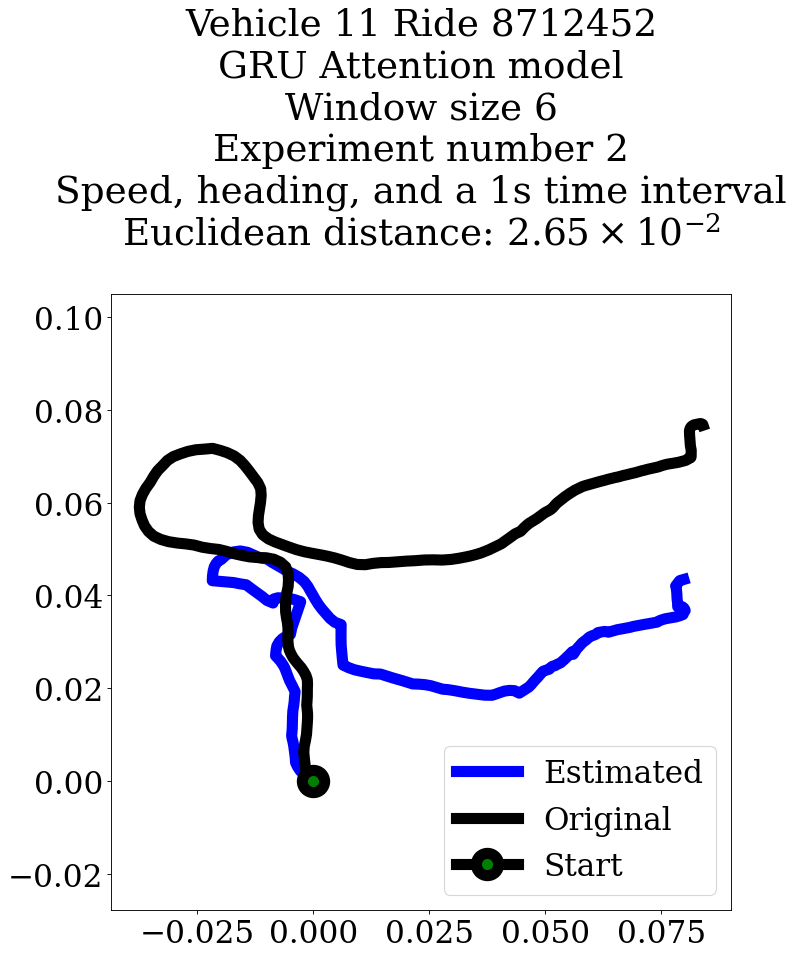 Vehicle 11 Ride 8712452
GRU Attention model
Window size 6
Experiment number 2
Speed, heading, and a 1s time interval
Euclidean distance: 2.65 × 10⁻²
0.10
0.08
0.06
0.04
0.02
0.00
−0.02
Estimated
Original
Start
−0.025 0.000 0.025 0.050 0.075